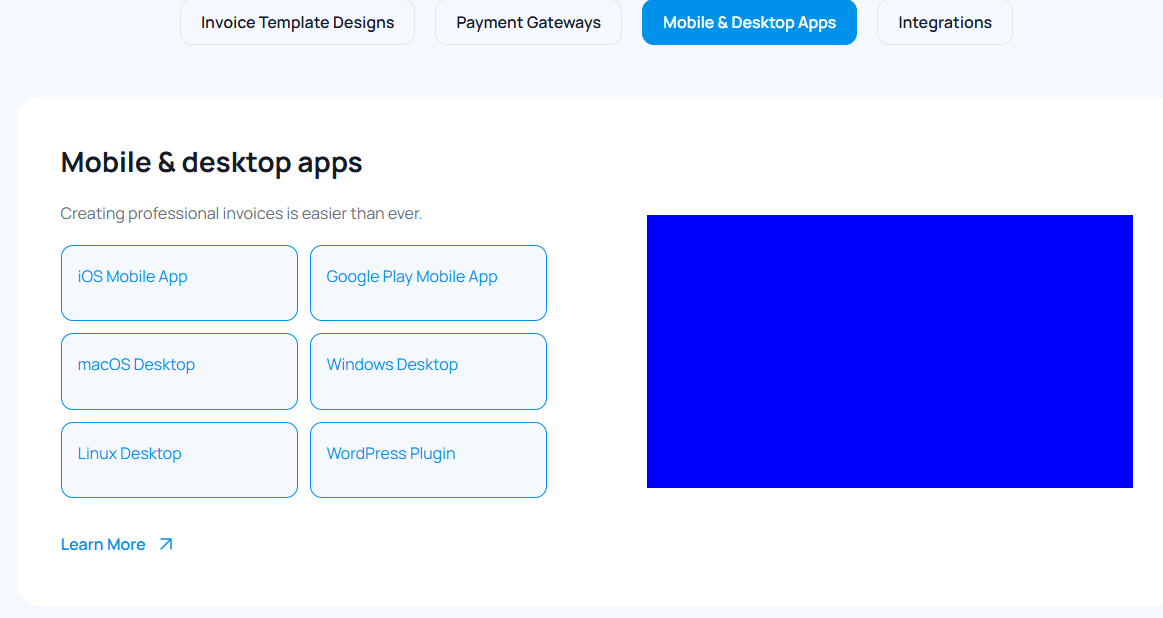 Invoice Template Designs
Payment Gateways
Mobile & Desktop Apps
Integrations
Mobile & desktop apps
Creating professional invoices is easier than ever.
iOS Mobile App
Google Play Mobile App
macOS Desktop
Windows Desktop
Linux Desktop
WordPress Plugin
Learn More